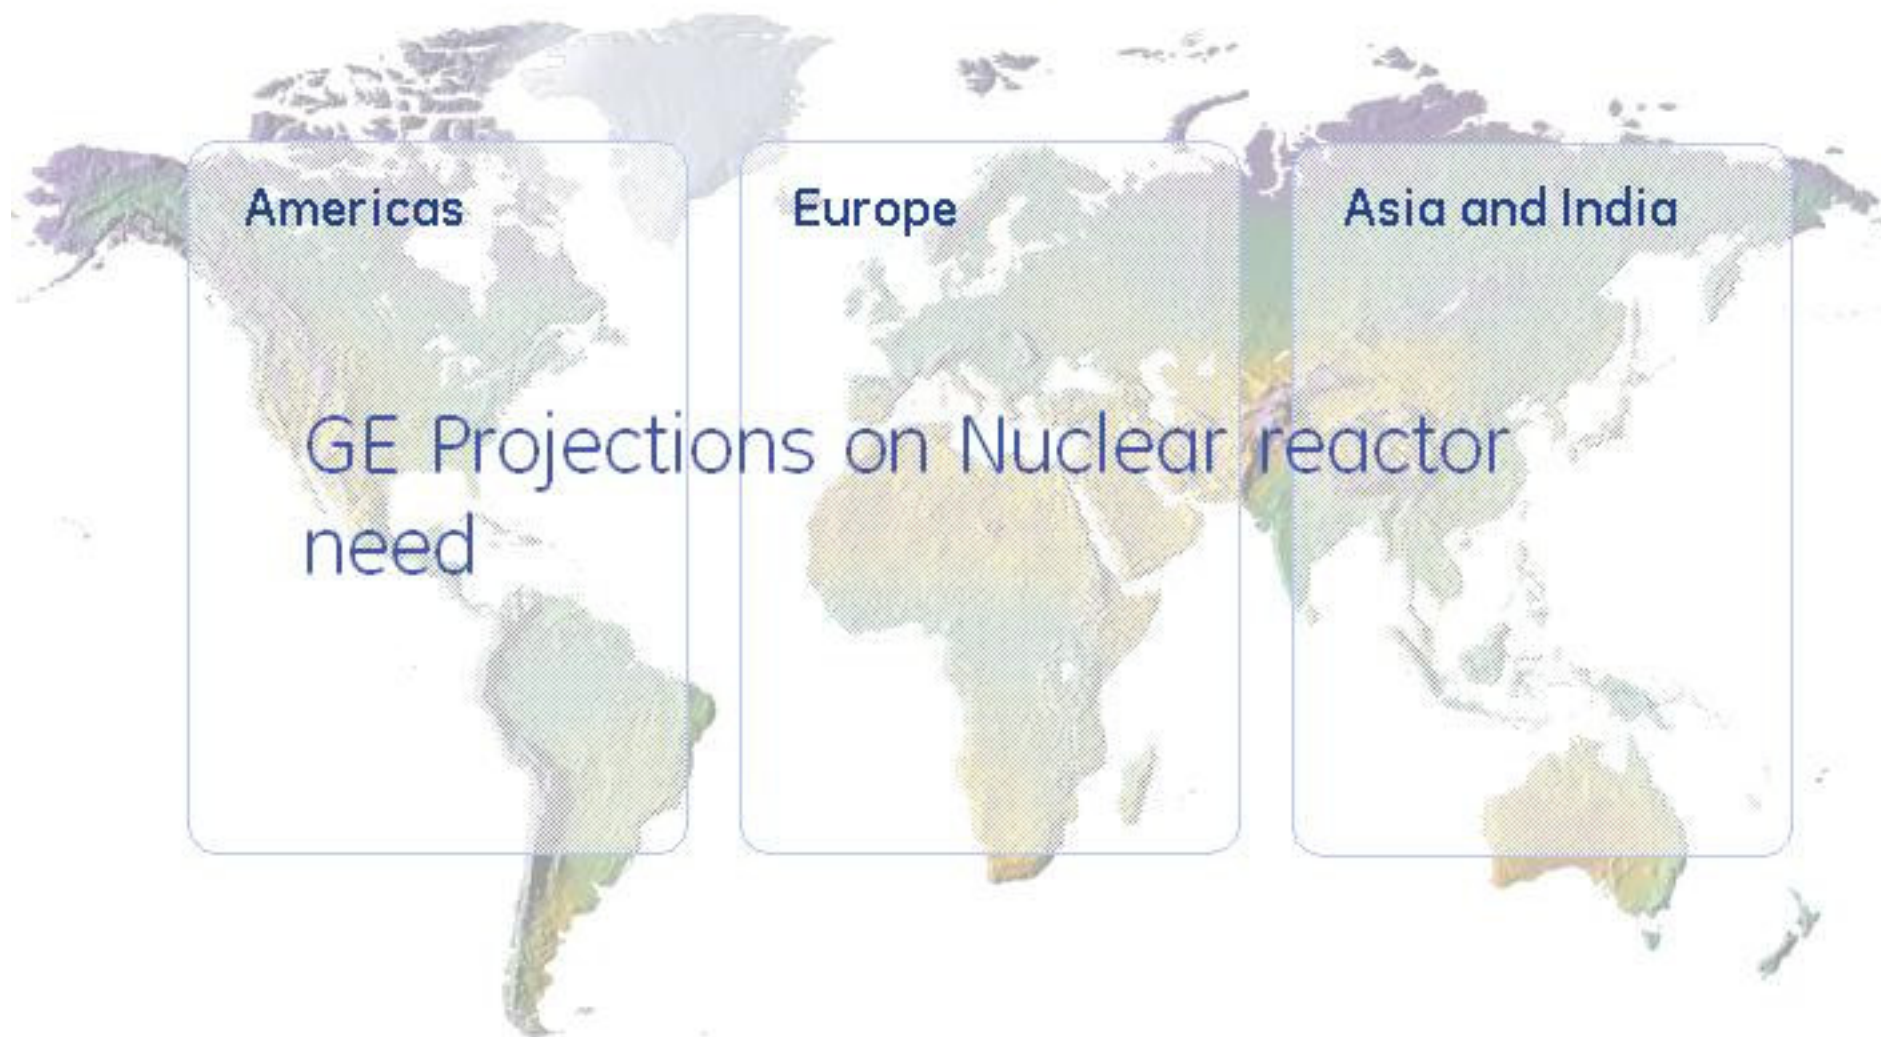 Americas
Europe
Asia and India
GE Projections on Nuclear reactor
need